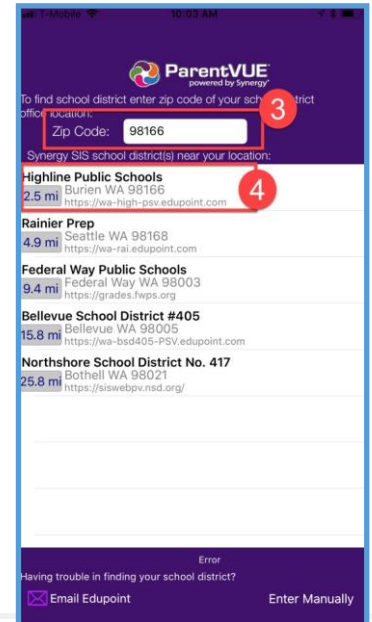 T-Mobile 10:03 AM
ParentVUE
powered by Synergy
To find school district enter zip code of your school district
office location:
3
Zip Code: 98166
Synergy SIS school district(s) near your location:
Highline Public Schools
4
2.5 mi Burien WA 98166
https://wa-high-psv.edupoint.com
Rainier Prep
4.9 mi Seattle WA 98168
https://wa-rai.edupoint.com
Federal Way Public Schools
9.4 mi Federal Way WA 98003
https://grades.fwps.org
Bellevue School District #405
15.8 mi Bellevue WA 98005
https://wa-bsd405-PSV.edupoint.com
Northshore School District No. 417
25.8 mi Bothell WA 98021
https://siswebpv.nsd.org/
Error
Having trouble in finding your school district?
Email Edupoint Enter Manually